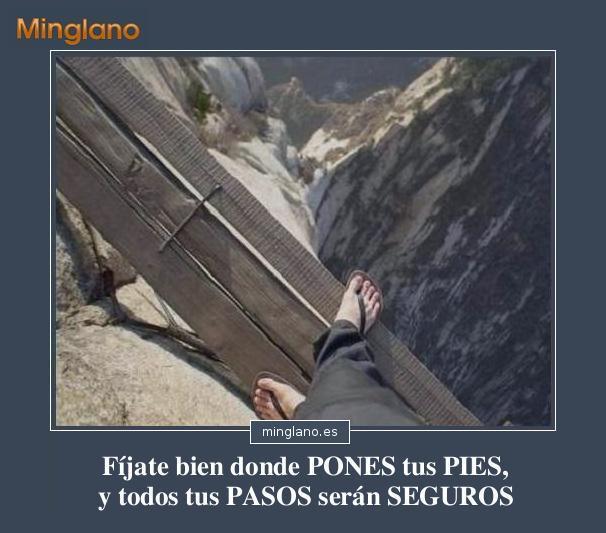 Minglano
minglano.es
Fíjate bien donde PONES tus PIES,
y todos tus PASOS serán SEGUROS